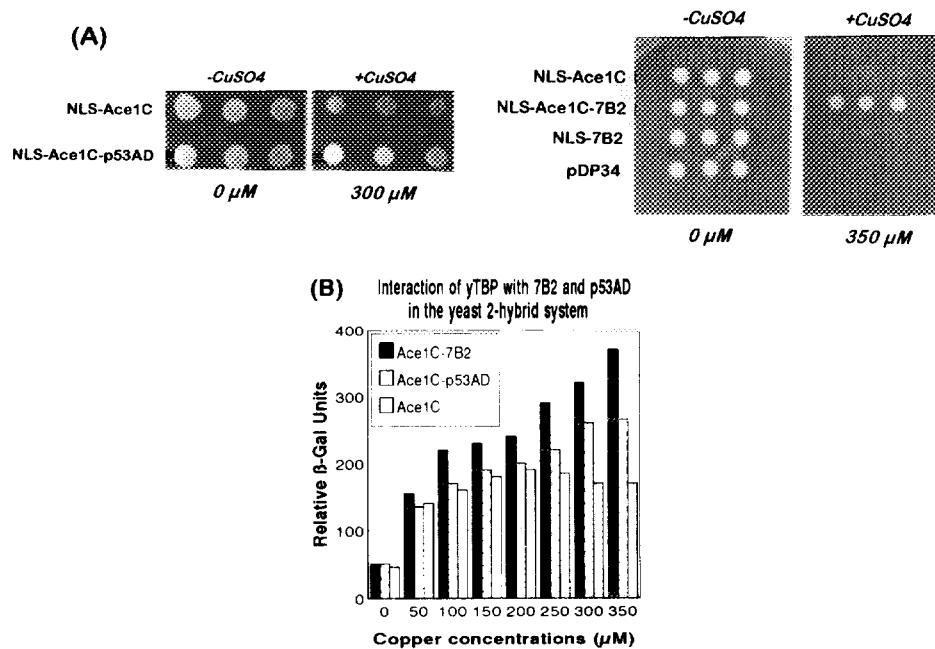 (A)
-CuSO4
+CuSO4
NLS-Ace1C
NLS-Ace1C-p53AD
0 µM
300 µM
-CuSO4
+CuSO4
NLS-Ace1C
NLS-Ace1C-7B2
NLS-7B2
pDP34
0 µM
350 µM
(B)
Interaction of yTBP with 7B2 and p53AD
in the yeast 2-hybrid system
Relative ß-Gal Units
400
300
200
100
0
Ace1C-7B2
Ace1C-p53AD
Ace1C
0 50 100 150 200 250 300 350
Copper concentrations (µM)